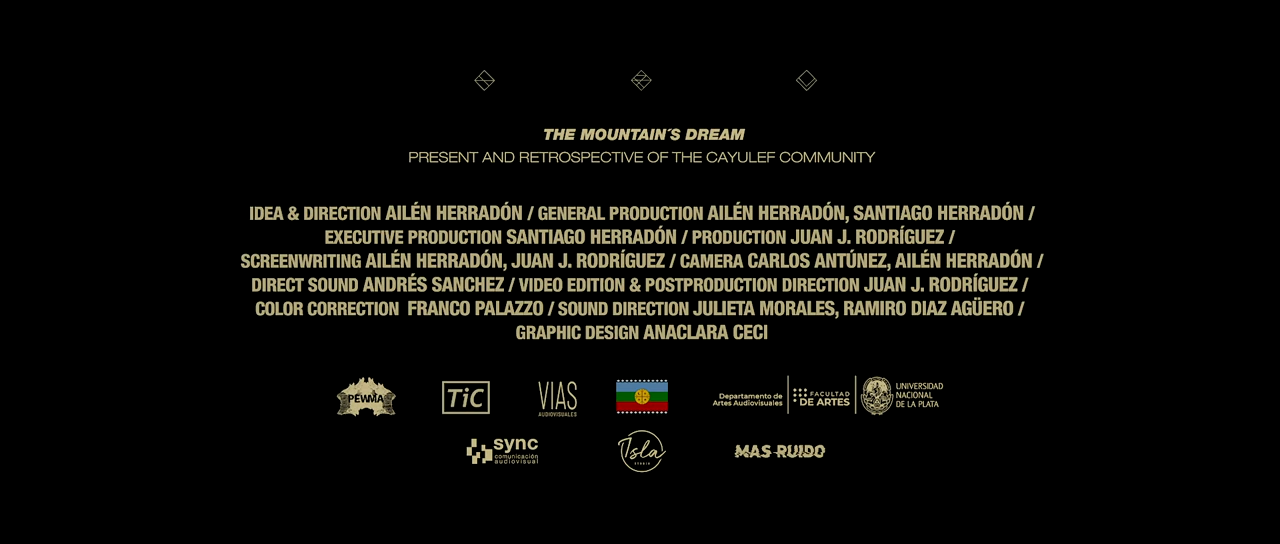 THE MOUNTAIN´S DREAM
PRESENT AND RETROSPECTIVE OF THE CAYULEF COMMUNITY
IDEA & DIRECTION AILÉN HERRADÓN / GENERAL PRODUCTION AILÉN HERRADÓN, SANTIAGO HERRADÓN /
EXECUTIVE PRODUCTION SANTIAGO HERRADÓN / PRODUCTION JUAN J. RODRÍGUEZ /
SCREENWRITING AILÉN HERRADÓN, JUAN J. RODRÍGUEZ / CAMERA CARLOS ANTÚNEZ, AILÉN HERRADÓN /
DIRECT SOUND ANDRÉS SANCHEZ / VIDEO EDITION & POSTPRODUCTION DIRECTION JUAN J. RODRÍGUEZ /
COLOR CORRECTION FRANCO PALAZZO / SOUND DIRECTION JULIETA MORALES, RAMIRO DIAZ AGÜERO /
GRAPHIC DESIGN ANACLARA CECI
PEWMA
TiC
VIAS
AUDIOVISUALES
Departamento de
Artes Audiovisuales
FACULTAD
DE ARTES
UNIVERSIDAD
NACIONAL
DE LA PLATA
sync
comunicación
audiovisual
Isla
STUDIO
MAS RUIDO